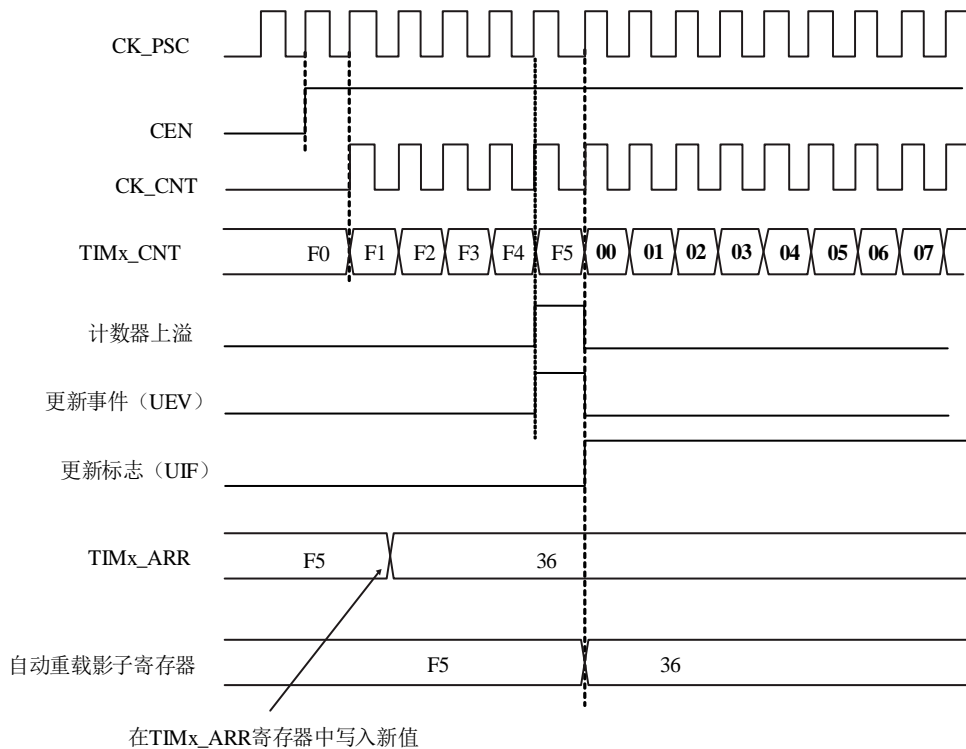 CK_PSC
CEN
CK_CNT
TIMx_CNT F0 F1 F2 F3 F4 F5 00 01 02 03 04 05 06 07
计数器上溢
更新事件（UEV）
更新标志（UIF）
TIMx_ARR F5 36
自动重载影子寄存器 F5 36
在TIMx_ARR寄存器中写入新值